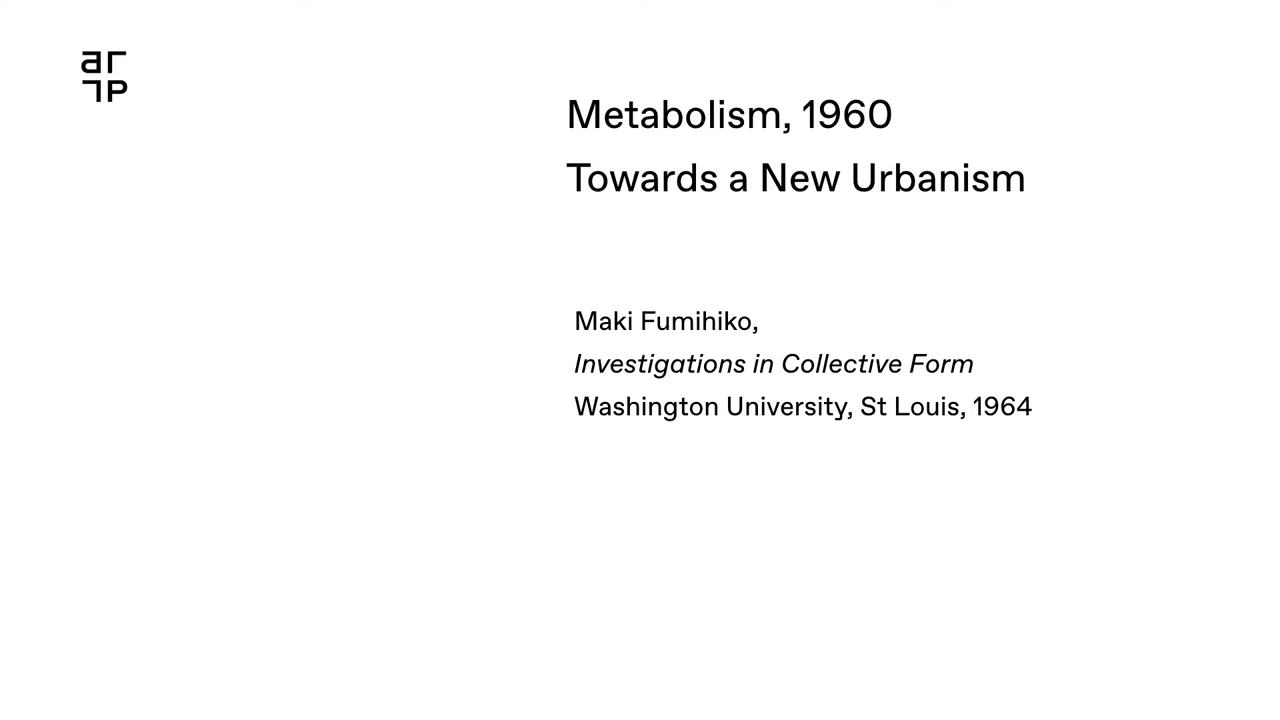 Metabolism, 1960
Towards a New Urbanism
Maki Fumihiko,
Investigations in Collective Form
Washington University, St Louis, 1964